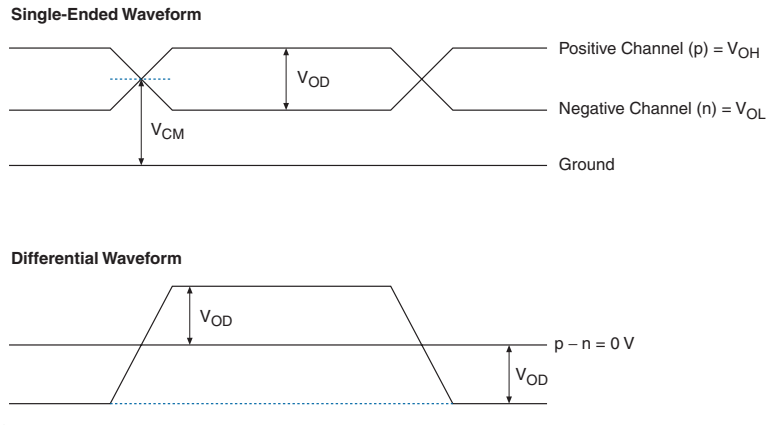 Single-Ended Waveform
Positive Channel (p) = VOH
VOD
Negative Channel (n) = VOL
VCM
Ground
Differential Waveform
VOD
p – n = 0 V
VOD